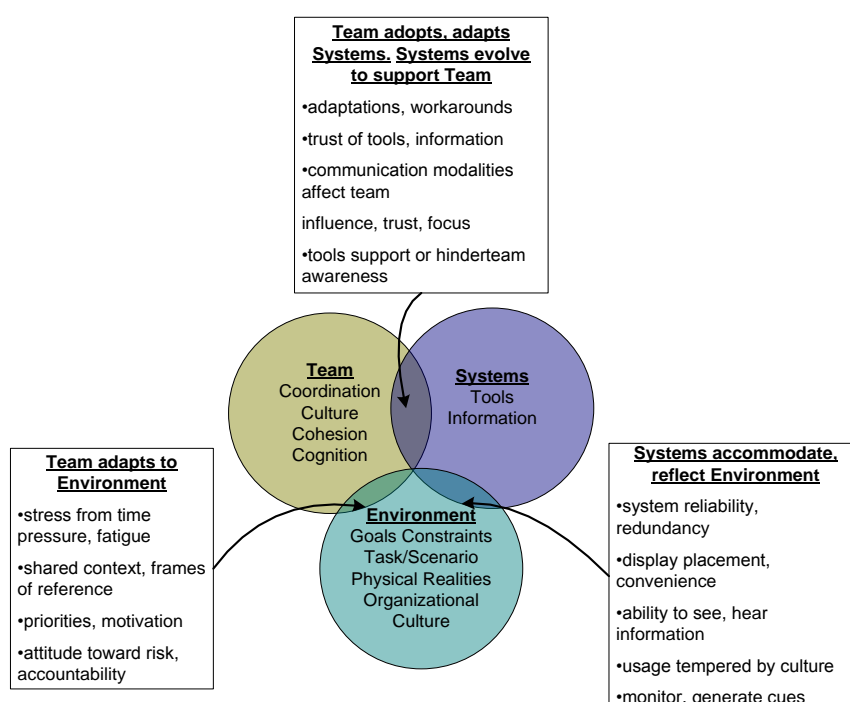 Team adopts, adapts
Systems. Systems evolve
to support Team
•adaptations, workarounds
•trust of tools, information
•communication modalities
affect team
influence, trust, focus
•tools support or hinderteam
awareness
Team
Coordination
Culture
Cohesion
Cognition
Systems
Tools
Information
Team adapts to
Environment
•stress from time
pressure, fatigue
•shared context, frames
of reference
•priorities, motivation
•attitude toward risk,
accountability
Environment
Goals Constraints
Task/Scenario
Physical Realities
Organizational
Culture
Systems accommodate,
reflect Environment
•system reliability,
redundancy
•display placement,
convenience
•ability to see, hear
information
•usage tempered by culture
•monitor, generate cues